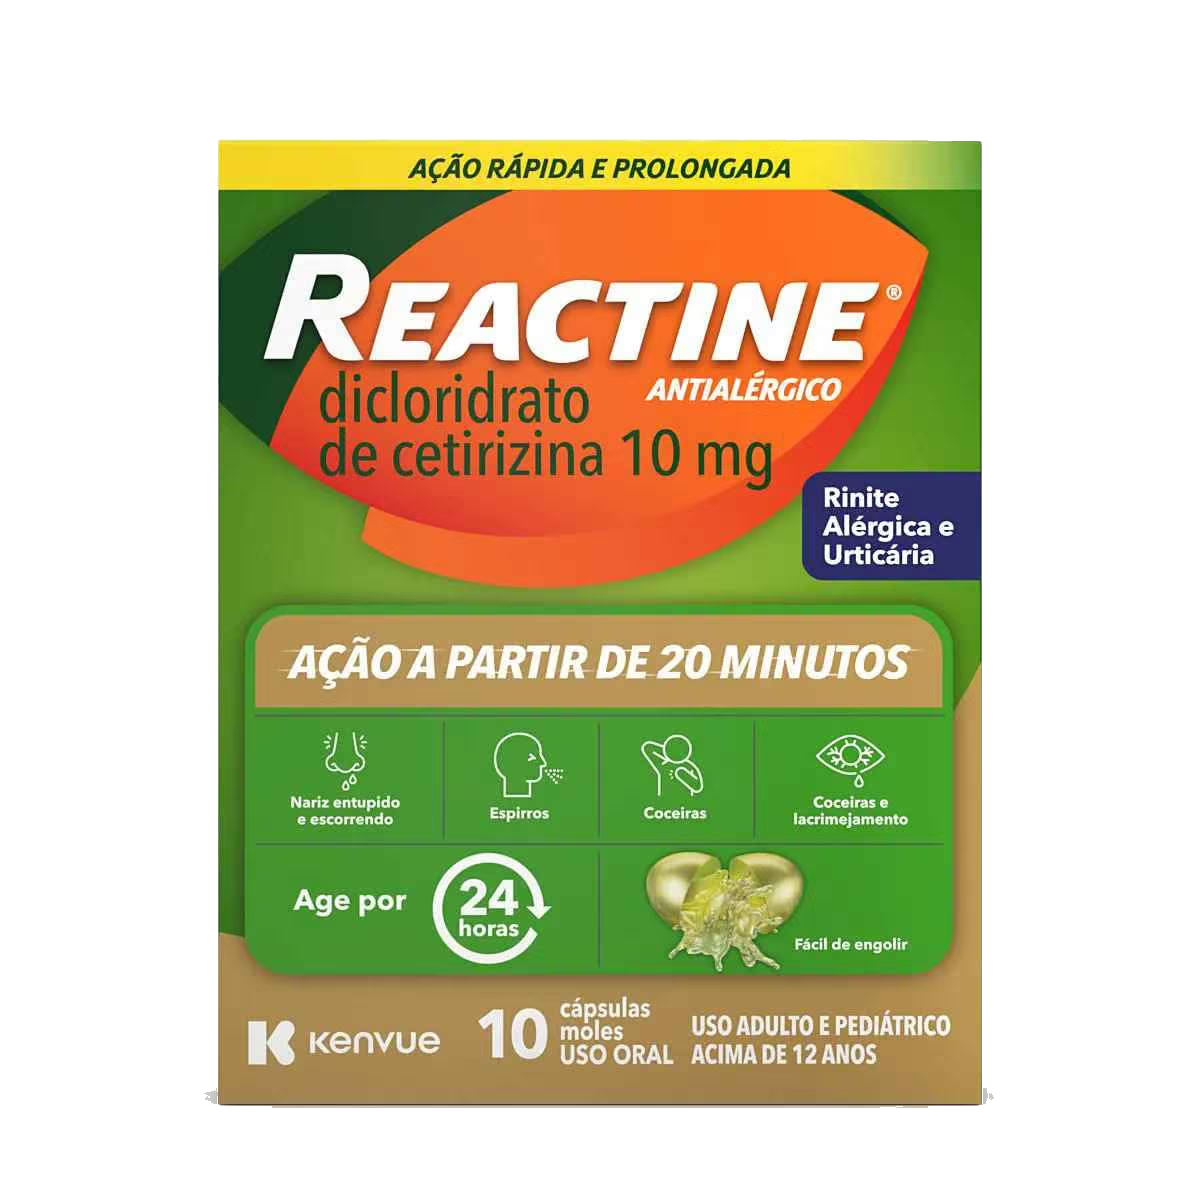 AÇÃO RÁPIDA E PROLONGADA
REACTINE®
ANTIALÉRGICO
dicloridrato
de cetirizina 10 mg
Rinite
Alérgica e
Urticária
AÇÃO A PARTIR DE 20 MINUTOS
Nariz entupido
e escorrendo
Espirros
Coceiras
Coceiras e
lacrimejamento
Age por
24
horas
Fácil de engolir
Kenvue
10
cápsulas
moles
USO ORAL
USO ADULTO E PEDIÁTRICO
ACIMA DE 12 ANOS